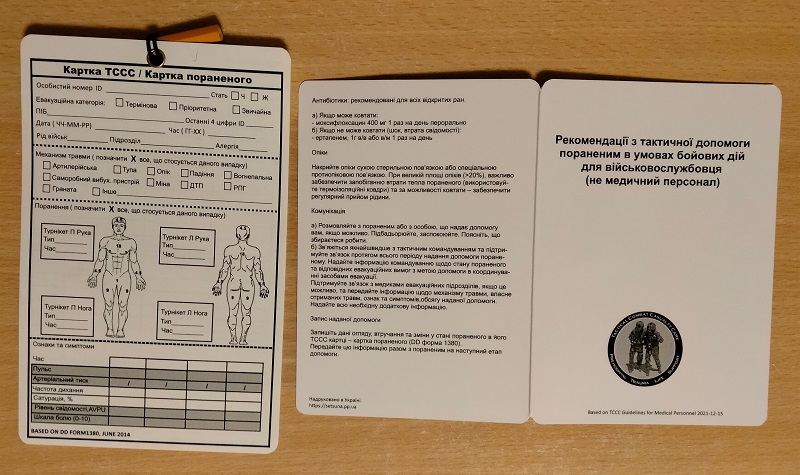 Картка ТССС / Картка пораненого
Особистий номер ID
Стать Ч Ж
Евакуаційна категорія: Термінова Пріоритетна Звичайна
ПІБ Останні 4 цифри ID
Дата ( ЧЧ-ММ-РР) Час ( ГГ-ХХ )
Рід військ Підрозділ Алергія
Механізм травми ( позначити X все, що стосується даного випадку)
Артилерійська Тупа Опік Падіння Вогнепальна
Саморобний вибух. пристрій Міна ДТП РПГ
Граната Інше
Поранення ( позначити X все, що стосується даного випадку)
Турнікет П Рука
Тип
Час
Турнікет Л Рука
Тип
Час
Турнікет П Нога
Тип
Час
Турнікет Л Нога
Тип
Час
Ознаки та симптоми
Час
Пульс
Артеріальний тиск / / / /
Частота дихання
Сатурація, %
Рівень свідомості,AVPU
Шкала болю (0-10)
BASED ON DD FORM1380, JUNE 2014
Антибіотики: рекомендовані для всіх відкритих ран.
а) Якщо може ковтати:
- моксифлоксацин 400 мг 1 раз на день перорально
б) Якщо не може ковтати (шок, втрата свідомості):
- ертапенем, 1г в/в або в/м 1 раз на день
Опіки
Накрийте опіки сухою стерильною пов'язкою або спеціальною
протиопіковою пов'язкою. При великій площі опіків (>20%), важливо
забезпечити запобіганню втрати тепла пораненого (використовуй-
те термоізоляційні ковдри) та за можливості ковтати – забезпечити
регулярний прийом рідини.
Комунікація
а) Розмовляйте з пораненим або з особою, що надає допомогу
вам, якщо можливо. Підбадьорюйте, заспокоюйте. Поясніть, що
збираєтеся робити.
б) Зв'яжіться якнайшвидше з тактичним командуванням та підтри-
муйте зв'язок протягом всього періоду надання допомоги поране-
ному. Надайте інформацію командуванню щодо стану пораненого
та відповідних евакуаційних вимог з метою допомоги в координува-
нні засобами евакуації.
Підтримуйте зв'язок з медиками евакуаційних підрозділів, якщо це
можливо, та передайте інформацію щодо механізму травми, власне
отриманих травм, ознак та симптомів,обсягу наданої допомоги.
Надайте всю необхідну додаткову інформацію.
Запис наданої допомоги
Запишіть дані огляду, втручання та зміни у стані пораненого в його
ТССС картці – картка пораненого (DD форма 1380).
Передайте цю інформацію разом з пораненим на наступний етап
допомоги.
Надруковано в Україні:
https://setsuna.pp.ua
Рекомендації з тактичної допомоги
пораненим в умовах бойових дій
для військовослужбовця
(не медичний персонал)
Based on TCCC Guidelines for Medical Personnel 2021-12-15